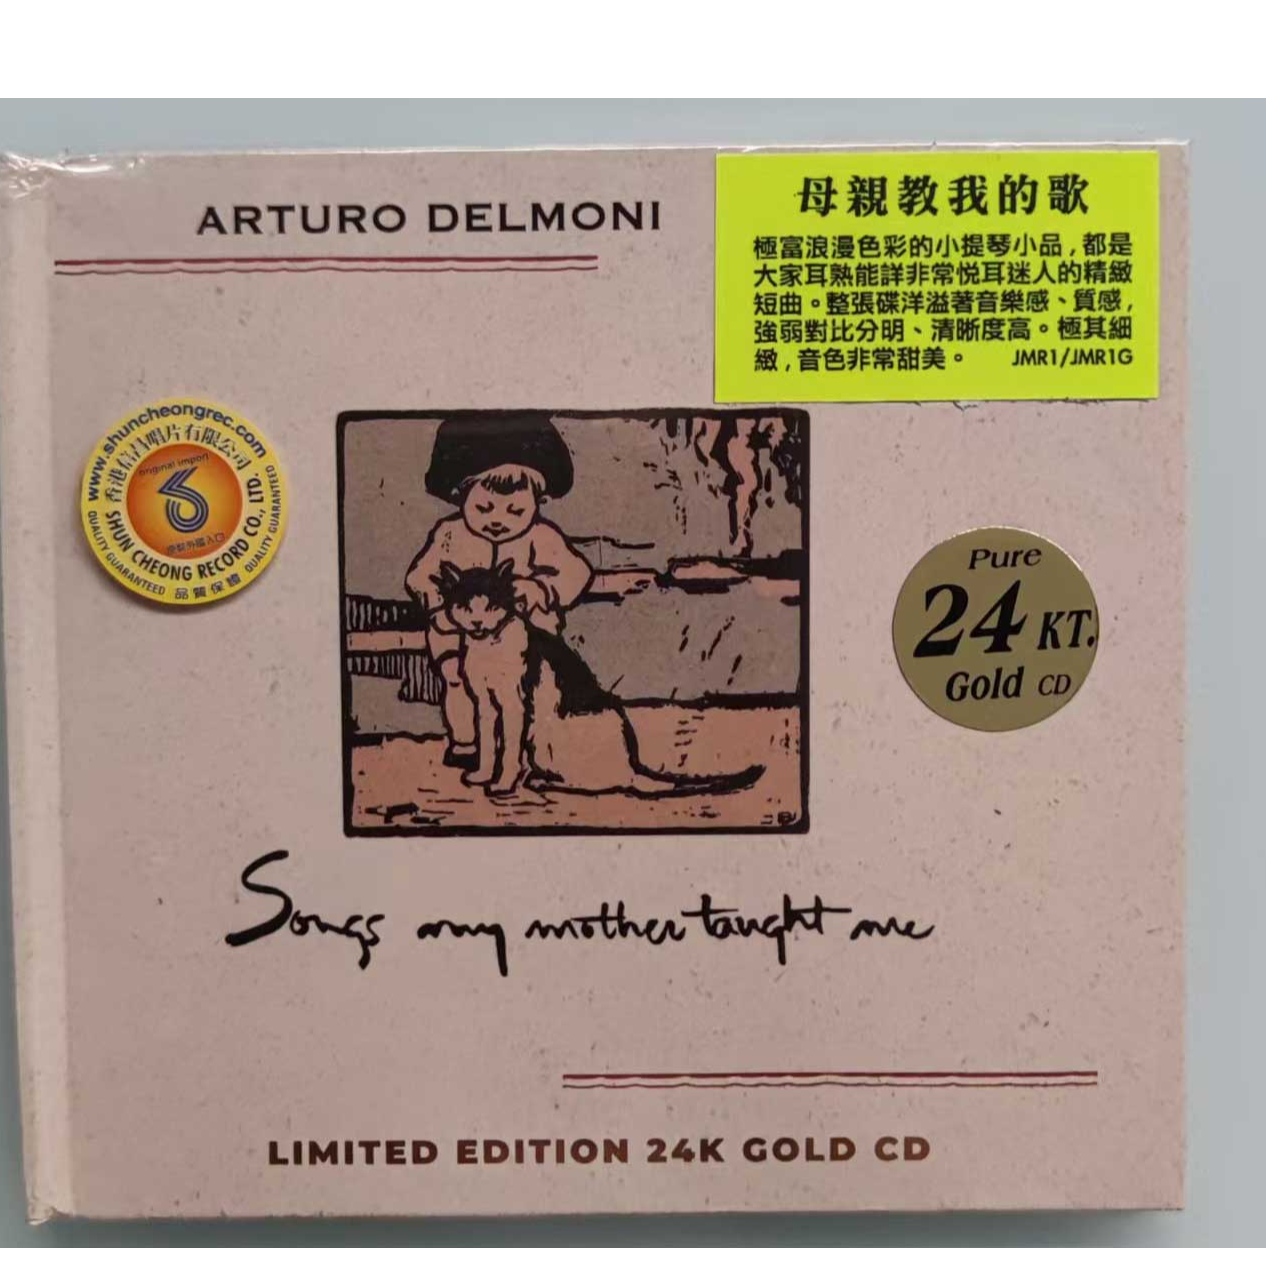 ARTURO DELMONI
母親教我的歌
極富浪漫色彩的小提琴小品,都是
大家耳熟能詳非常悅耳迷人的精緻
短曲。整張碟洋溢著音樂感、質感,
強弱對比分明、清晰度高。極其細
緻,音色非常甜美。 JMR1/JMR1G
www.shuncheongrec.com
香港信昌唱片有限公司
original import
SHUN CHEONG RECORD CO., LTD.
QUALITY GUARANTEED 品質保證 QUALITY GUARANTEED
Pure
24 KT.
Gold CD
Songs my mother taught me
LIMITED EDITION 24K GOLD CD